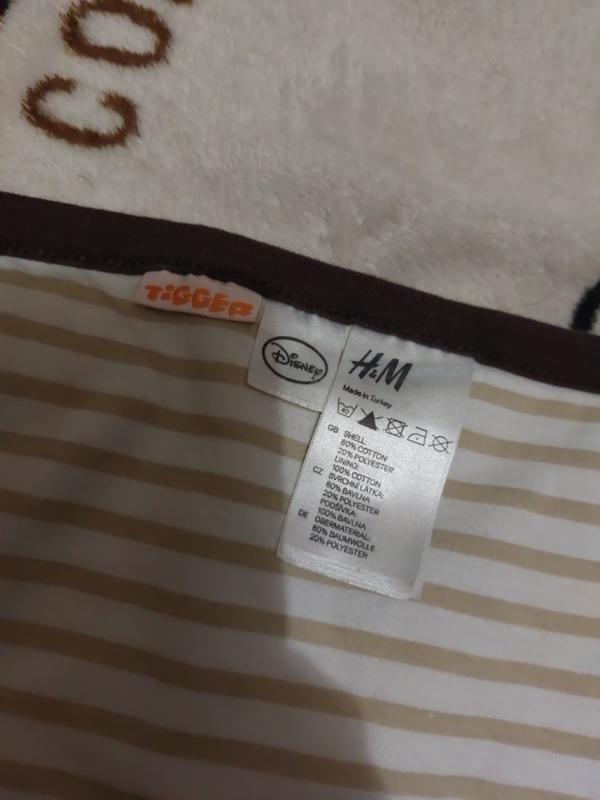 CO
TIGGER
Disney
H&M
Made in Turkey
40
GB SHELL:
80% COTTON
20% POLYESTER
LINING:
100% COTTON
CZ SVRCHNÍ LÁTKA:
80% BAVLNA
20% POLYESTER
PODŠÍVKA:
100% BAVLNA
DE OBERMATERIAL:
80% BAUMWOLLE
20% POLYESTER